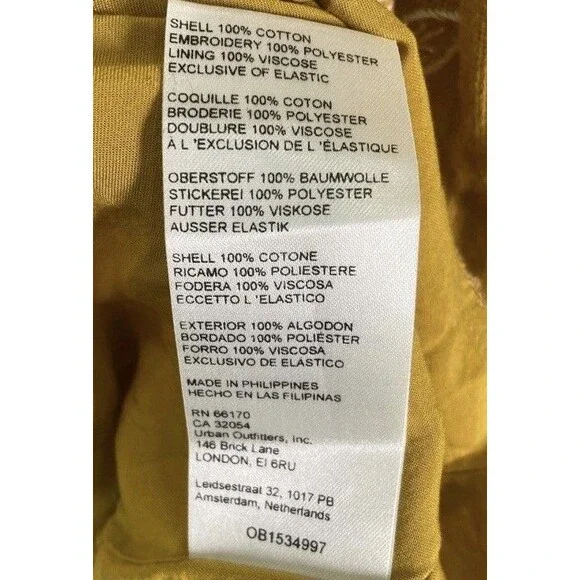 SHELL 100% COTTON
EMBROIDERY 100% POLYESTER
LINING 100% VISCOSE
EXCLUSIVE OF ELASTIC
COQUILLE 100% COTON
BRODERIE 100% POLYESTER
DOUBLURE 100% VISCOSE
À L 'EXCLUSION DE L 'ÉLASTIQUE
OBERSTOFF 100% BAUMWOLLE
STICKEREI 100% POLYESTER
FUTTER 100% VISKOSE
AUSSER ELASTIK
SHELL 100% COTONE
RICAMO 100% POLIESTERE
FODERA 100% VISCOSA
ECCETTO L 'ELASTICO
EXTERIOR 100% ALGODON
BORDADO 100% POLIÉSTER
FORRO 100% VISCOSA
EXCLUSIVO DE ELÁSTICO
MADE IN PHILIPPINES
HECHO EN LAS FILIPINAS
RN 66170
CA 32054
Urban Outfitters, Inc.
146 Brick Lane
LONDON, EI 6RU
Leidsestraat 32, 1017 PB
Amsterdam, Netherlands
OB1534997